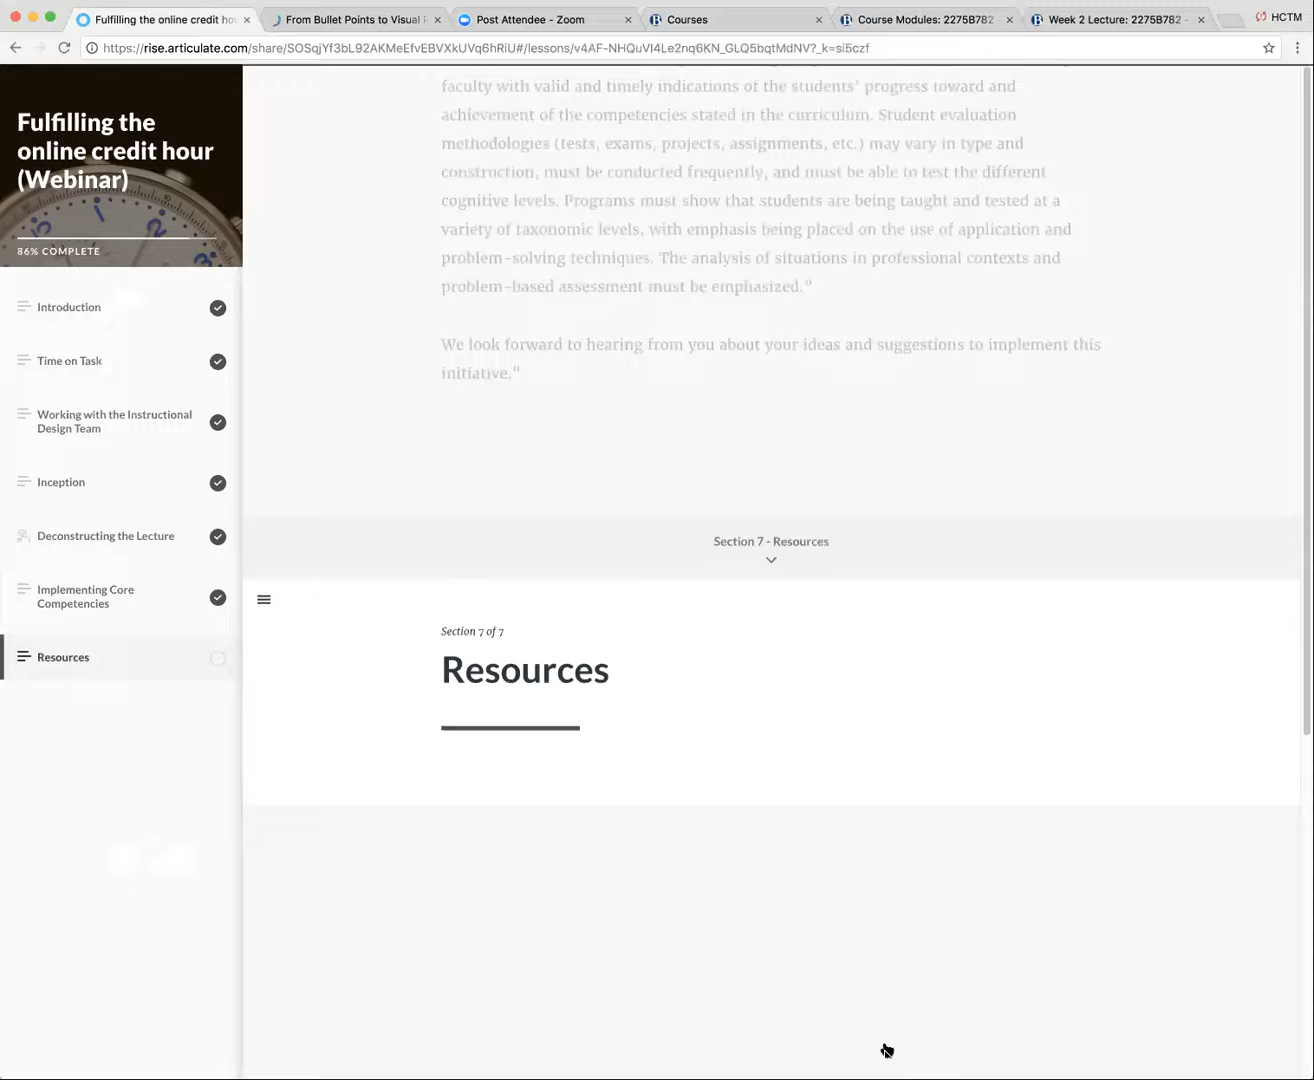 Fulfilling the online credit hou
From Bullet Points to Visual
Post Attendee - Zoom
Courses
Course Modules: 2275B782 -
Week 2 Lecture: 2275B782 -
HCTM
https://rise.articulate.com/share/SOSqjYf3bL92AKMeEfvEBVXkUVq6hRiU#/lessons/v4AF-NHQuVI4Le2nq6KN_GLQ5bqtMdNV?_k=si5czf
Fulfilling the
online credit hour
(Webinar)
86% COMPLETE
Introduction
Time on Task
Working with the Instructional
Design Team
Inception
Deconstructing the Lecture
Implementing Core
Competencies
Resources
faculty with valid and timely indications of the students' progress toward and
achievement of the competencies stated in the curriculum. Student evaluation
methodologies (tests, exams, projects, assignments, etc.) may vary in type and
construction, must be conducted frequently, and must be able to test the different
cognitive levels. Programs must show that students are being taught and tested at a
variety of taxonomic levels, with emphasis being placed on the use of application and
problem-solving techniques. The analysis of situations in professional contexts and
problem-based assessment must be emphasized."
We look forward to hearing from you about your ideas and suggestions to implement this
initiative."
Section 7 - Resources
Section 7 of 7
Resources